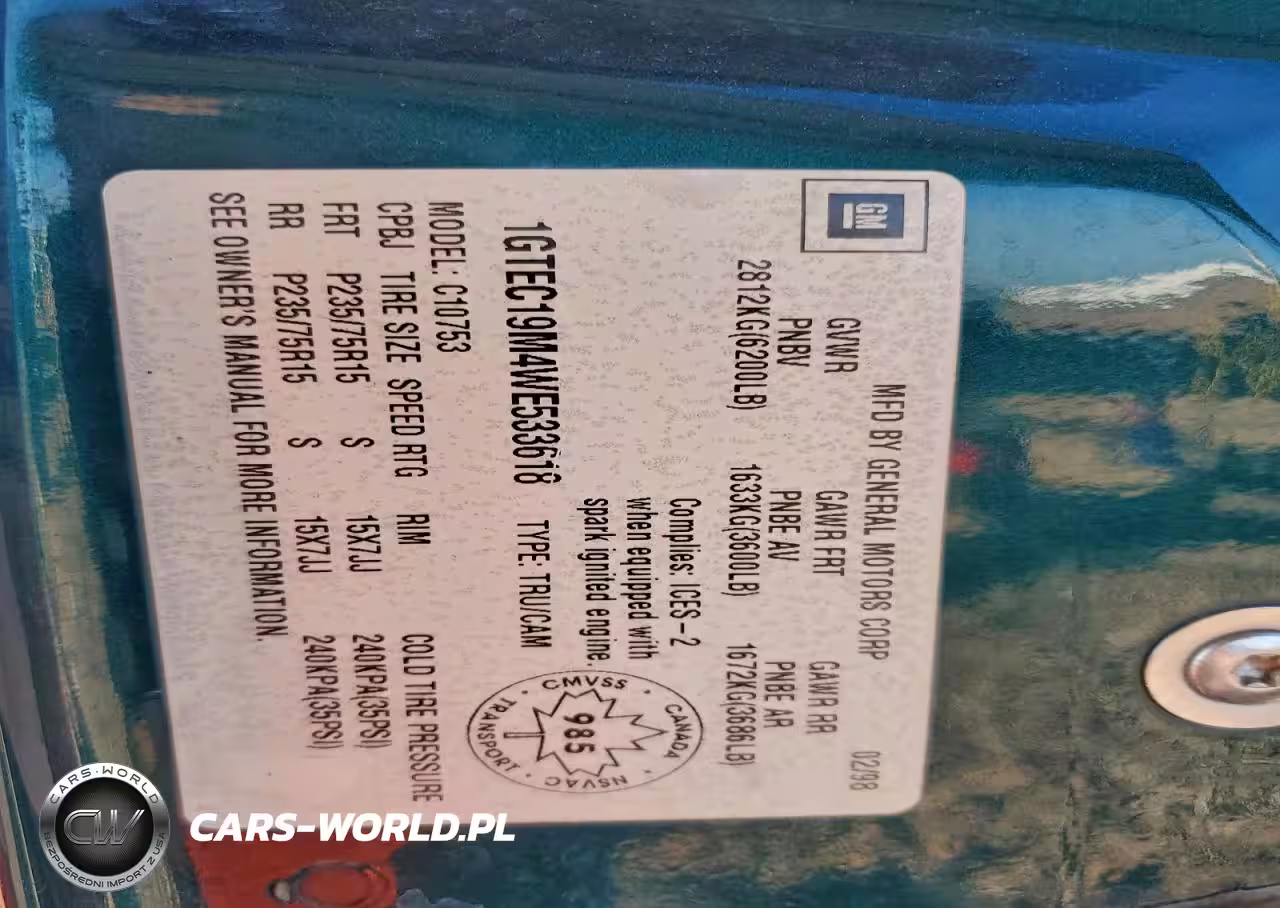 GM
MFD BY GENERAL MOTORS CORP 02/98
GVWR GAWR FRT GAWR RR
PNBV PNBE AV PNBE AR
2812KG(6200LB) 1633KG(3600LB) 1672KG(3686LB)
Complies: ICES-2
when equipped with
spark ignited engine.
CANADA · CMVSS · TRANSPORT · NSVAC
985
1GTEC19M4WE533618 TYPE: TRU/CAM
MODEL: C10753
CPBJ TIRE SIZE SPEED RTG RIM COLD TIRE PRESSURE
FRT P235/75R15 S 15X7JJ 240KPA(35PSI)
RR P235/75R15 S 15X7JJ 240KPA(35PSI)
SEE OWNER'S MANUAL FOR MORE INFORMATION.
CARS-WORLD
CW
BEZPOŚREDNI IMPORT Z USA
CARS-WORLD.PL